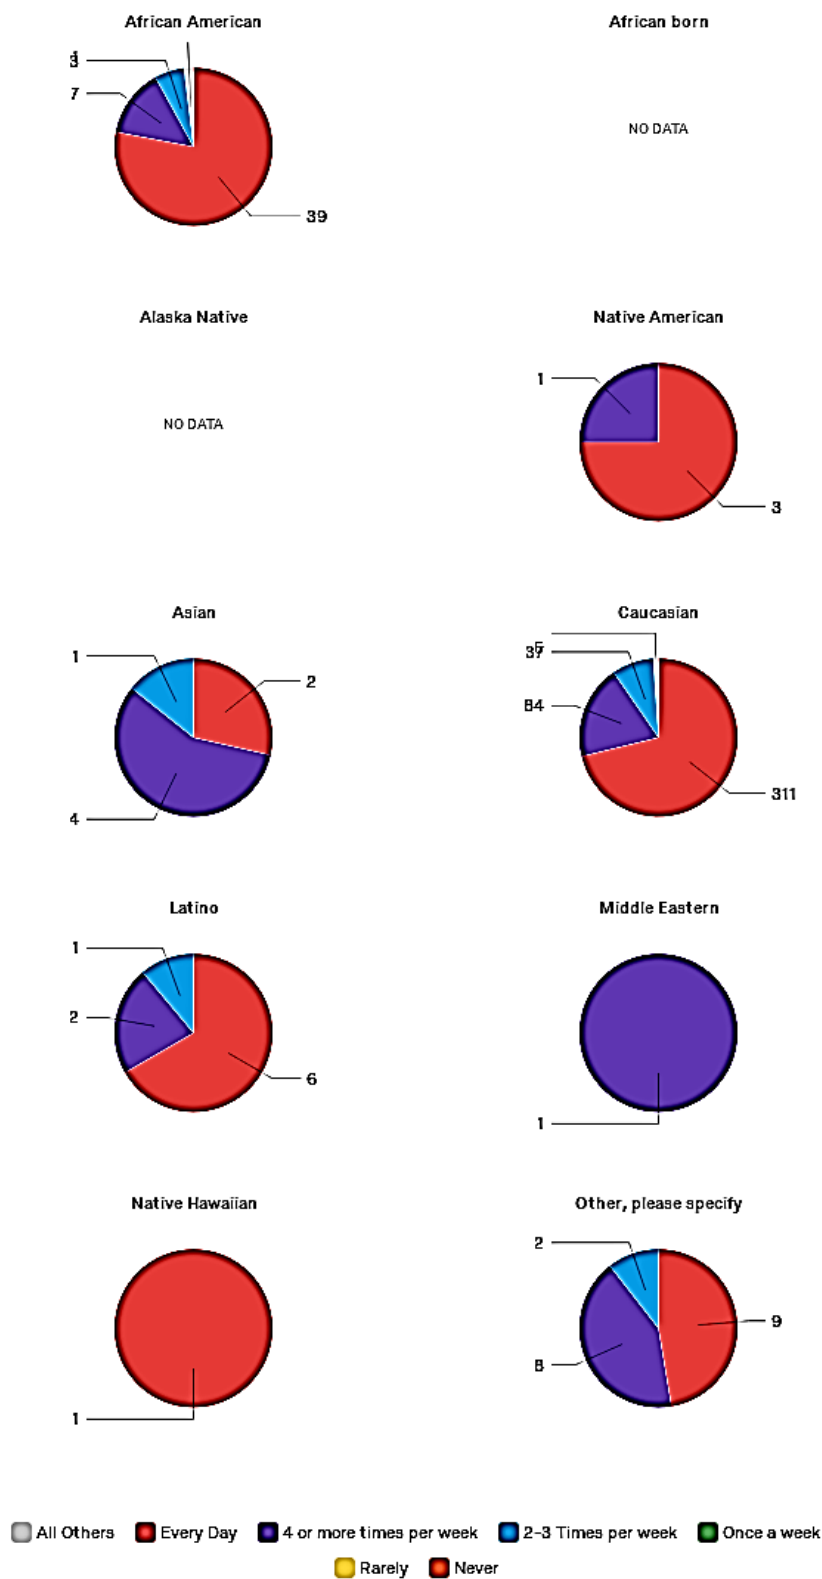 African American
African born
3
7
39
NO DATA
Alaska Native
Native American
NO DATA
1
3
Asian
Caucasian
1
2
4
37
84
311
Latino
Middle Eastern
1
2
6
1
Native Hawaiian
Other, please specify
1
2
9
8
All Others
Every Day
4 or more times per week
2-3 Times per week
Once a week
Rarely
Never